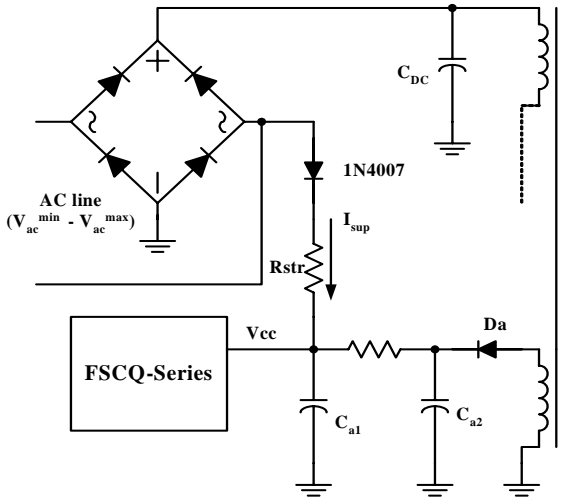 C_DC
1N4007
AC line
(V_ac^min - V_ac^max)
I_sup
Rstr
Vcc
Da
FSCQ-Series
C_a1
C_a2